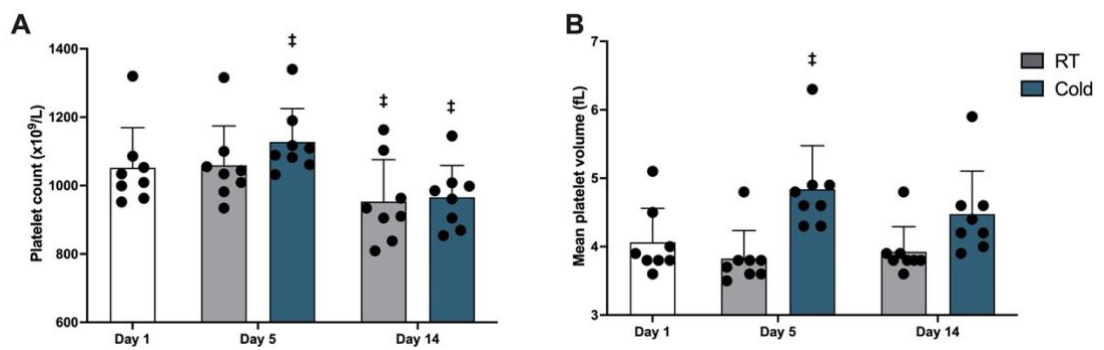 A
Platelet count (x10⁹/L)
1400
1200
1000
800
600
‡
‡
‡
Day 1
Day 5
Day 14
B
Mean platelet volume (fL)
7
6
5
4
3
‡
Day 1
Day 5
Day 14
RT
Cold